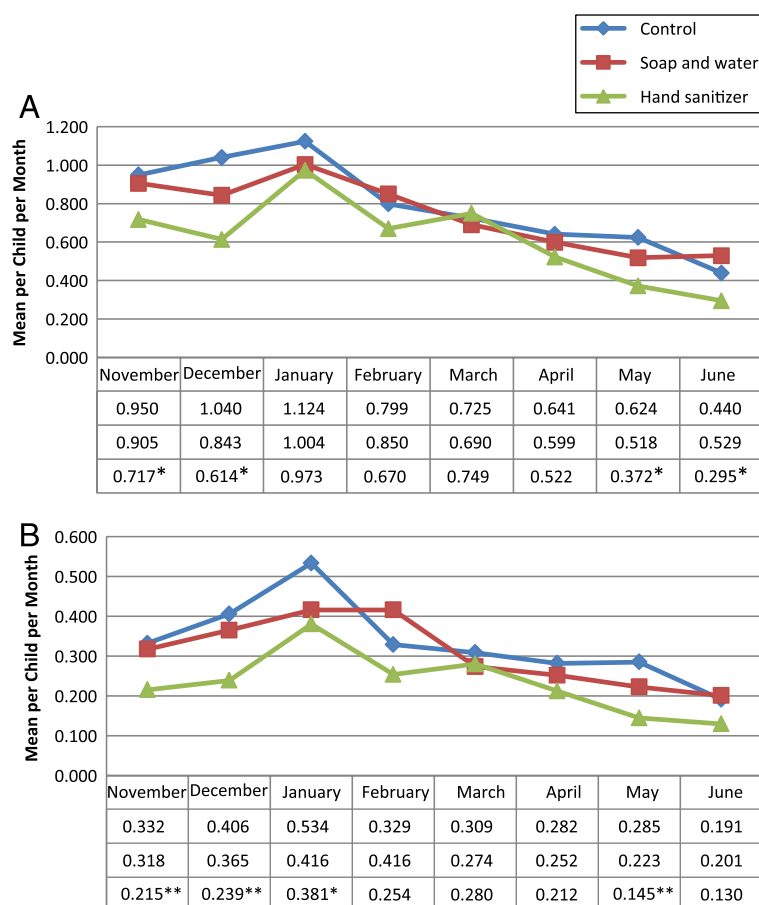 Control
Soap and water
Hand sanitizer
A
Mean per Child per Month
1.200
1.000
0.800
0.600
0.400
0.200
0.000
November December January February March April May June
0.950 1.040 1.124 0.799 0.725 0.641 0.624 0.440
0.905 0.843 1.004 0.850 0.690 0.599 0.518 0.529
0.717* 0.614* 0.973 0.670 0.749 0.522 0.372* 0.295*
B
Mean per Child per Month
0.600
0.500
0.400
0.300
0.200
0.100
0.000
November December January February March April May June
0.332 0.406 0.534 0.329 0.309 0.282 0.285 0.191
0.318 0.365 0.416 0.416 0.274 0.252 0.223 0.201
0.215** 0.239** 0.381* 0.254 0.280 0.212 0.145** 0.130